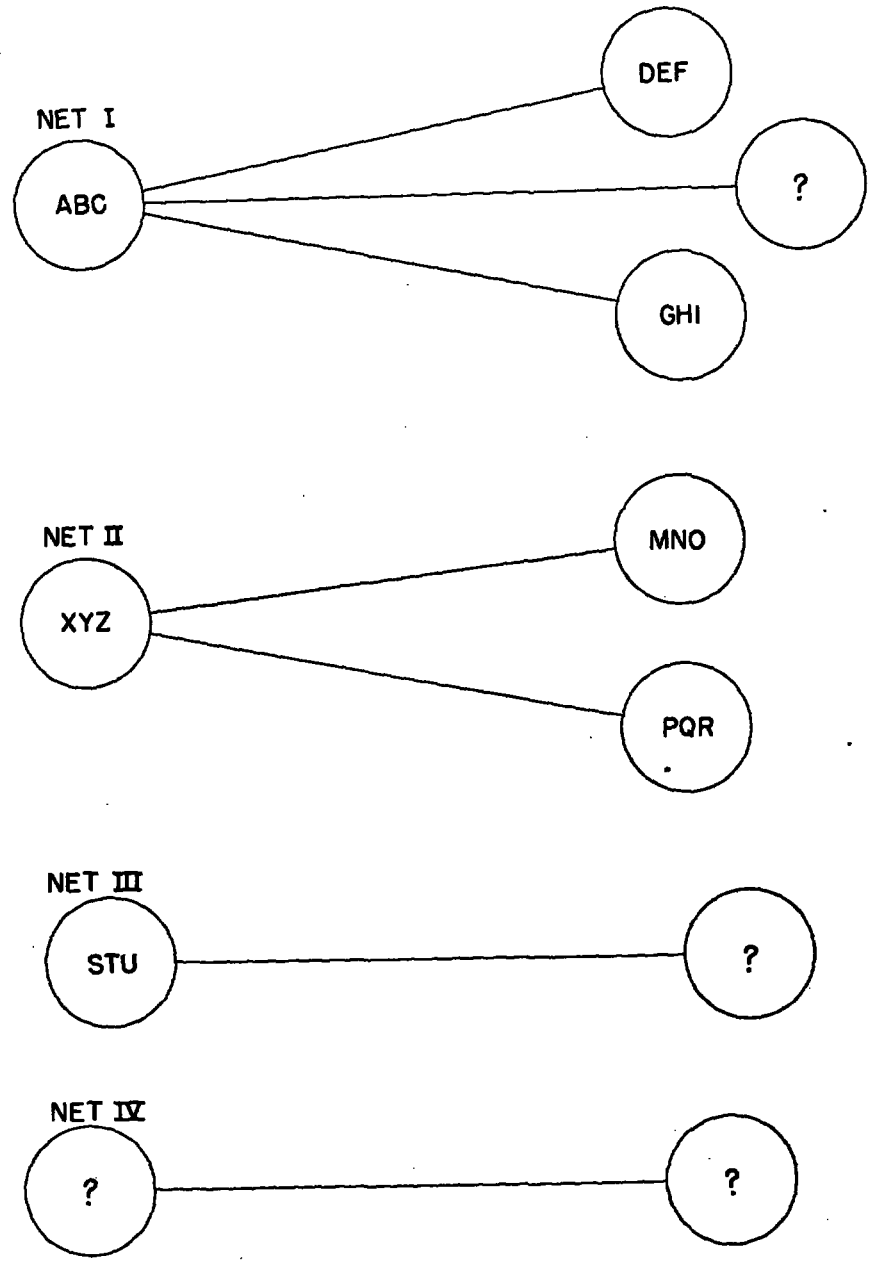 NET I
ABC
DEF
?
GHI
NET II
XYZ
MNO
PQR
NET III
STU
?
NET IV
?
?